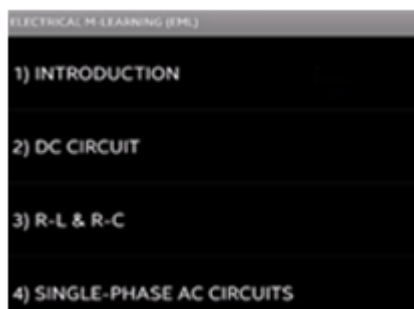 ELECTRICAL M-LEARNING (EML)
1) INTRODUCTION
2) DC CIRCUIT
3) R-L & R-C
4) SINGLE-PHASE AC CIRCUITS